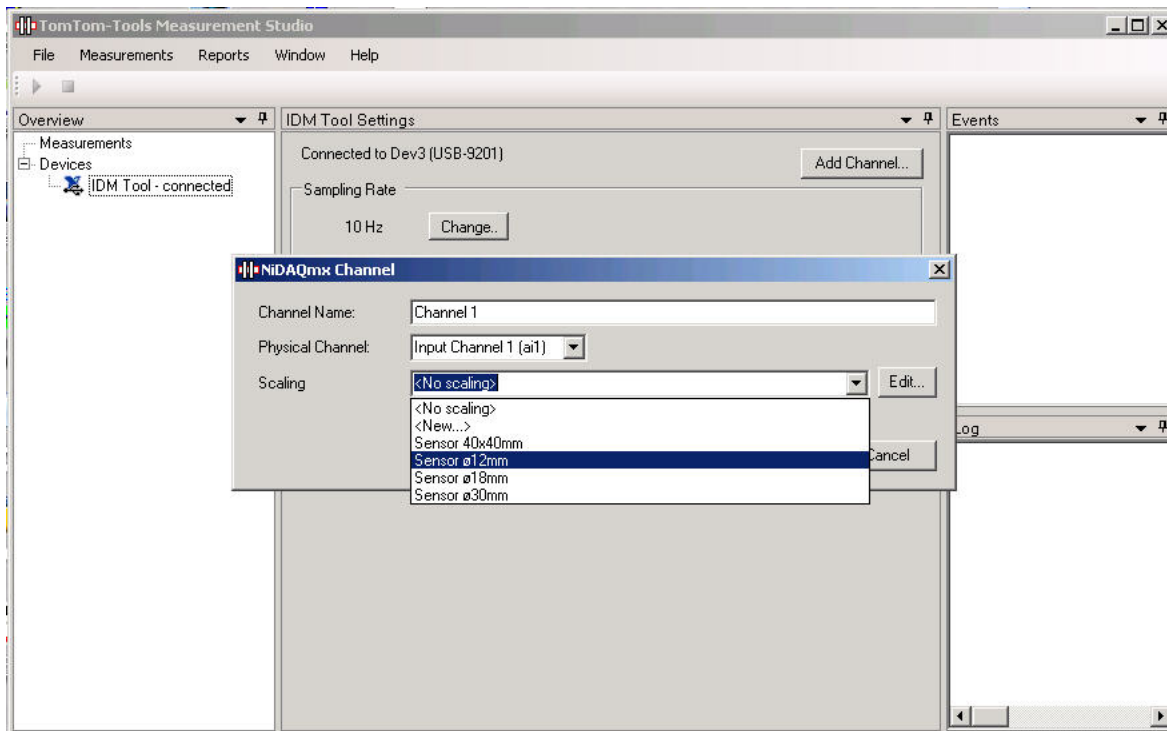 TomTom-Tools Measurement Studio
File Measurements Reports Window Help
Overview
Measurements
Devices
IDM Tool - connected
IDM Tool Settings
Connected to Dev3 (USB-9201)
Add Channel...
Sampling Rate
10 Hz Change..
Events
NiDAQmx Channel
Channel Name: Channel 1
Physical Channel: Input Channel 1 (ai1)
Scaling <No scaling> Edit...
<No scaling>
<New...>
Sensor 40x40mm
Sensor ø12mm
Sensor ø18mm
Sensor ø30mm
Cancel
Log